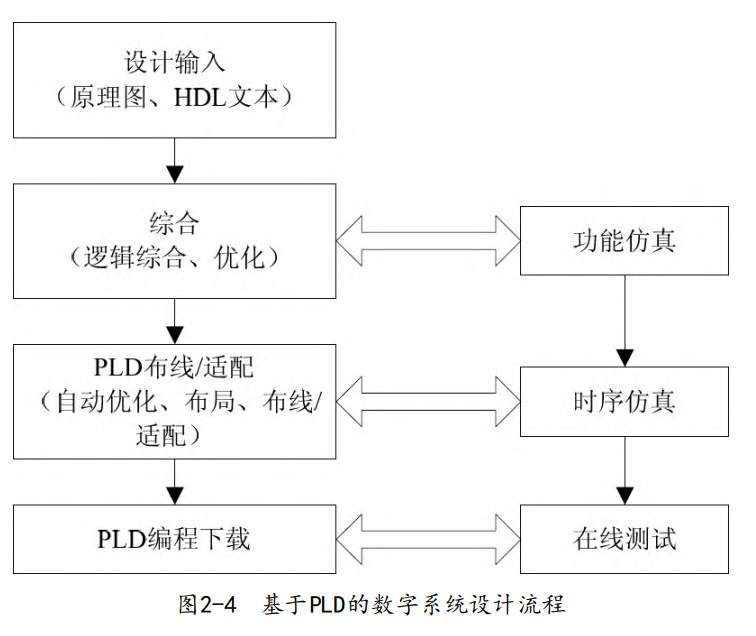 设计输入
（原理图、HDL文本）
综合
（逻辑综合、优化）
功能仿真
PLD布线/适配
（自动优化、布局、布线/
适配）
时序仿真
PLD编程下载
在线测试
图2-4 基于PLD的数字系统设计流程